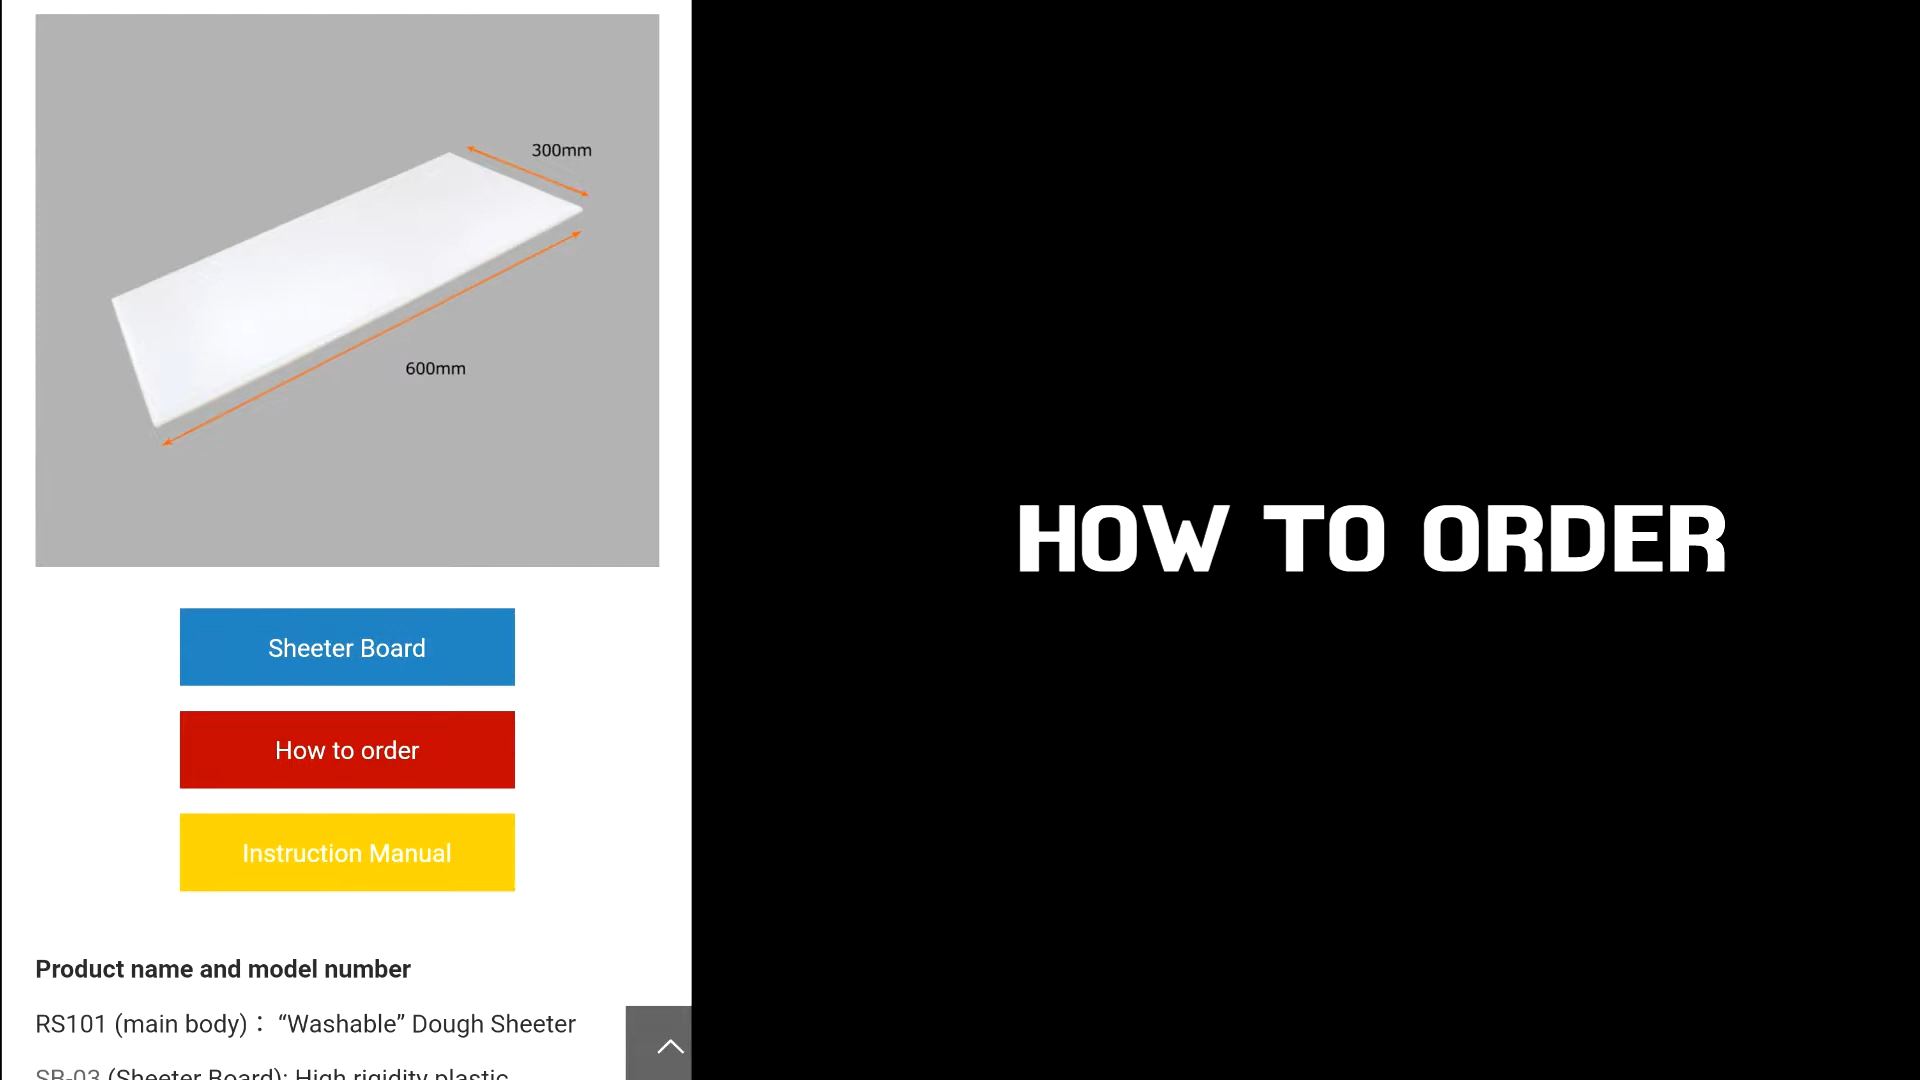 300mm
600mm
Sheeter Board
How to order
Instruction Manual
Product name and model number
RS101 (main body)： “Washable” Dough Sheeter
SB-03 (Sheeter Board): High rigidity plastic
HOW TO ORDER